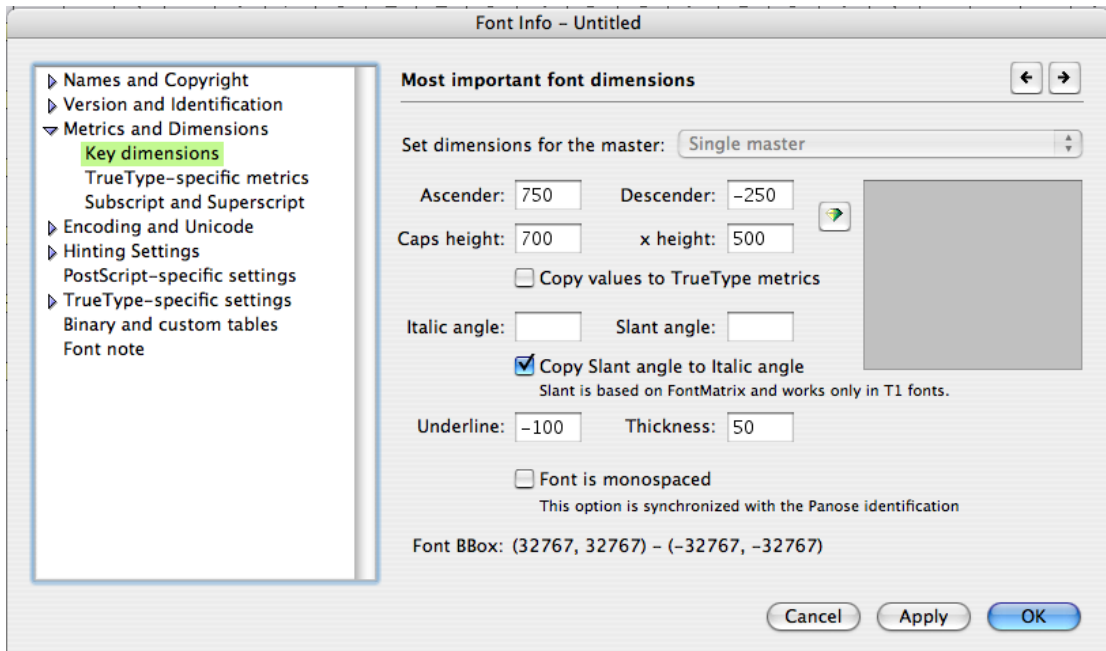 Font Info – Untitled
Names and Copyright
Version and Identification
Metrics and Dimensions
Key dimensions
TrueType-specific metrics
Subscript and Superscript
Encoding and Unicode
Hinting Settings
PostScript-specific settings
TrueType-specific settings
Binary and custom tables
Font note
Most important font dimensions
Set dimensions for the master: Single master
Ascender: 750 Descender: -250
Caps height: 700 x height: 500
Copy values to TrueType metrics
Italic angle: Slant angle:
Copy Slant angle to Italic angle
Slant is based on FontMatrix and works only in T1 fonts.
Underline: -100 Thickness: 50
Font is monospaced
This option is synchronized with the Panose identification
Font BBox: (32767, 32767) – (-32767, -32767)
Cancel Apply OK